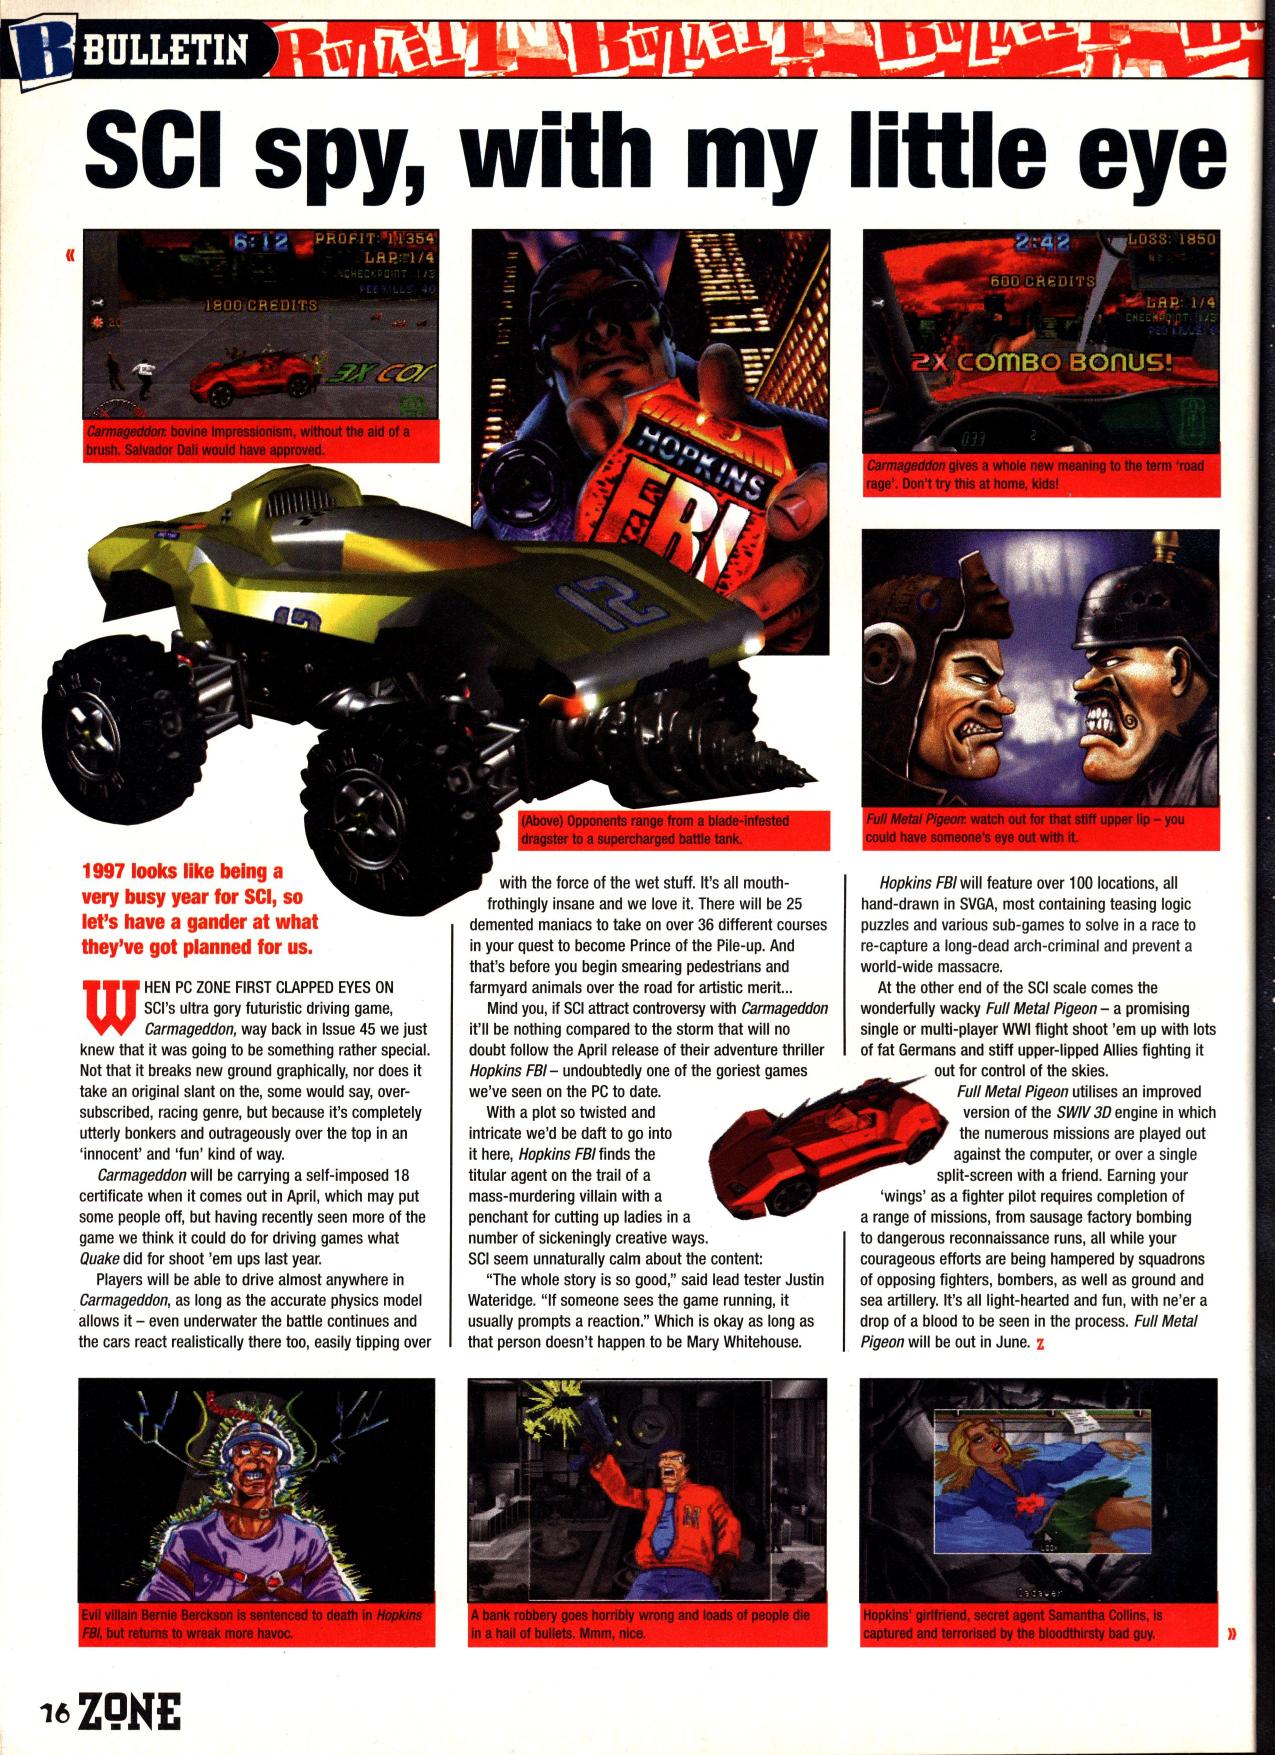 BULLETIN
SCI spy, with my little eye
«
6:12
PROFIT: 11354
LAP: 1/4
CHECKPOINT 1/3
PED KILLS: 40
1800 CREDITS
3X CO
Carmageddon: bovine Impressionism, without the aid of a
brush. Salvador Dali would have approved.
HOPKINS
FBI
2:42
LOSS: 1850
600 CREDITS
LAP: 1/4
CHECKPOINT: 1/3
2X COMBO BONUS!
033
Carmageddon gives a whole new meaning to the term ‘road
rage’. Don’t try this at home, kids!
12
12
(Above) Opponents range from a blade-infested
dragster to a supercharged battle tank.
Full Metal Pigeon: watch out for that stiff upper lip – you
could have someone’s eye out with it.
1997 looks like being a
very busy year for SCI, so
let’s have a gander at what
they’ve got planned for us.
WHEN PC ZONE FIRST CLAPPED EYES ON
SCI’s ultra gory futuristic driving game,
Carmageddon, way back in Issue 45 we just
knew that it was going to be something rather special.
Not that it breaks new ground graphically, nor does it
take an original slant on the, some would say, over-
subscribed, racing genre, but because it’s completely
utterly bonkers and outrageously over the top in an
‘innocent’ and ‘fun’ kind of way.
Carmageddon will be carrying a self-imposed 18
certificate when it comes out in April, which may put
some people off, but having recently seen more of the
game we think it could do for driving games what
Quake did for shoot ’em ups last year.
Players will be able to drive almost anywhere in
Carmageddon, as long as the accurate physics model
allows it – even underwater the battle continues and
the cars react realistically there too, easily tipping over
with the force of the wet stuff. It’s all mouth-
frothingly insane and we love it. There will be 25
demented maniacs to take on over 36 different courses
in your quest to become Prince of the Pile-up. And
that’s before you begin smearing pedestrians and
farmyard animals over the road for artistic merit...
Mind you, if SCI attract controversy with Carmageddon
it’ll be nothing compared to the storm that will no
doubt follow the April release of their adventure thriller
Hopkins FBI – undoubtedly one of the goriest games
we’ve seen on the PC to date.
With a plot so twisted and
intricate we’d be daft to go into
it here, Hopkins FBI finds the
titular agent on the trail of a
mass-murdering villain with a
penchant for cutting up ladies in a
number of sickeningly creative ways.
SCI seem unnaturally calm about the content:
“The whole story is so good,” said lead tester Justin
Wateridge. “If someone sees the game running, it
usually prompts a reaction.” Which is okay as long as
that person doesn’t happen to be Mary Whitehouse.
Hopkins FBI will feature over 100 locations, all
hand-drawn in SVGA, most containing teasing logic
puzzles and various sub-games to solve in a race to
re-capture a long-dead arch-criminal and prevent a
world-wide massacre.
At the other end of the SCI scale comes the
wonderfully wacky Full Metal Pigeon – a promising
single or multi-player WWI flight shoot ’em up with lots
of fat Germans and stiff upper-lipped Allies fighting it
out for control of the skies.
Full Metal Pigeon utilises an improved
version of the SWIV 3D engine in which
the numerous missions are played out
against the computer, or over a single
split-screen with a friend. Earning your
‘wings’ as a fighter pilot requires completion of
a range of missions, from sausage factory bombing
to dangerous reconnaissance runs, all while your
courageous efforts are being hampered by squadrons
of opposing fighters, bombers, as well as ground and
sea artillery. It’s all light-hearted and fun, with ne’er a
drop of a blood to be seen in the process. Full Metal
Pigeon will be out in June. Z
Evil villain Bernie Berckson is sentenced to death in Hopkins
FBI, but returns to wreak more havoc.
A bank robbery goes horribly wrong and loads of people die
in a hail of bullets. Mmm, nice.
LOOK
Cadaver
Hopkins’ girlfriend, secret agent Samantha Collins, is
captured and terrorised by the bloodthirsty bad guy.
»
16 ZONE